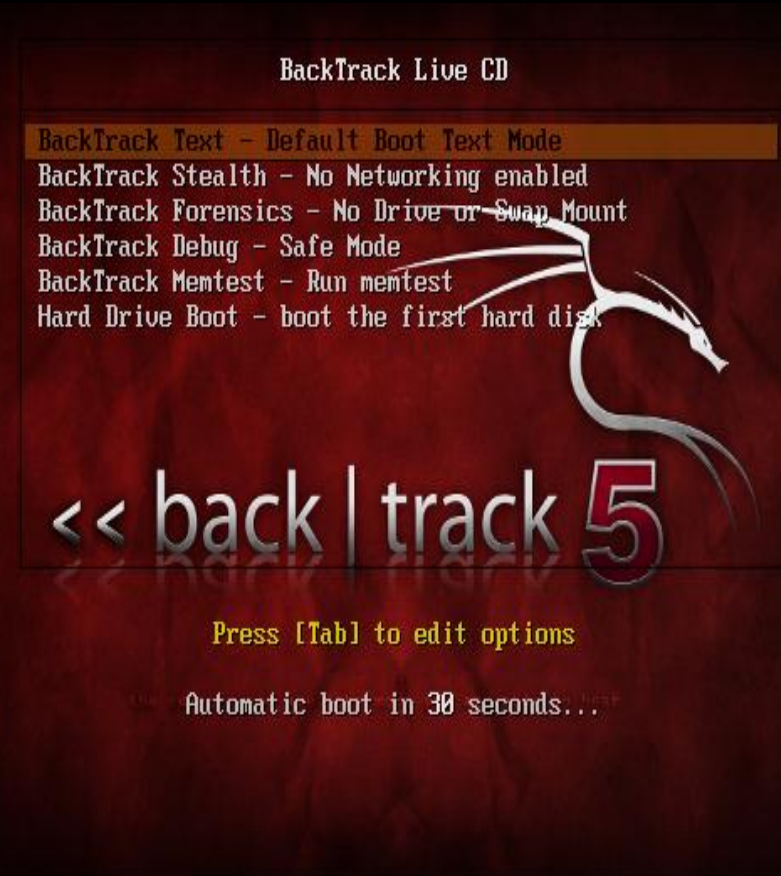 BackTrack Live CD
BackTrack Text - Default Boot Text Mode
BackTrack Stealth - No Networking enabled
BackTrack Forensics - No Drive or Swap Mount
BackTrack Debug - Safe Mode
BackTrack Memtest - Run memtest
Hard Drive Boot - boot the first hard disk
<< back | track 5
Press [Tab] to edit options
Automatic boot in 30 seconds...